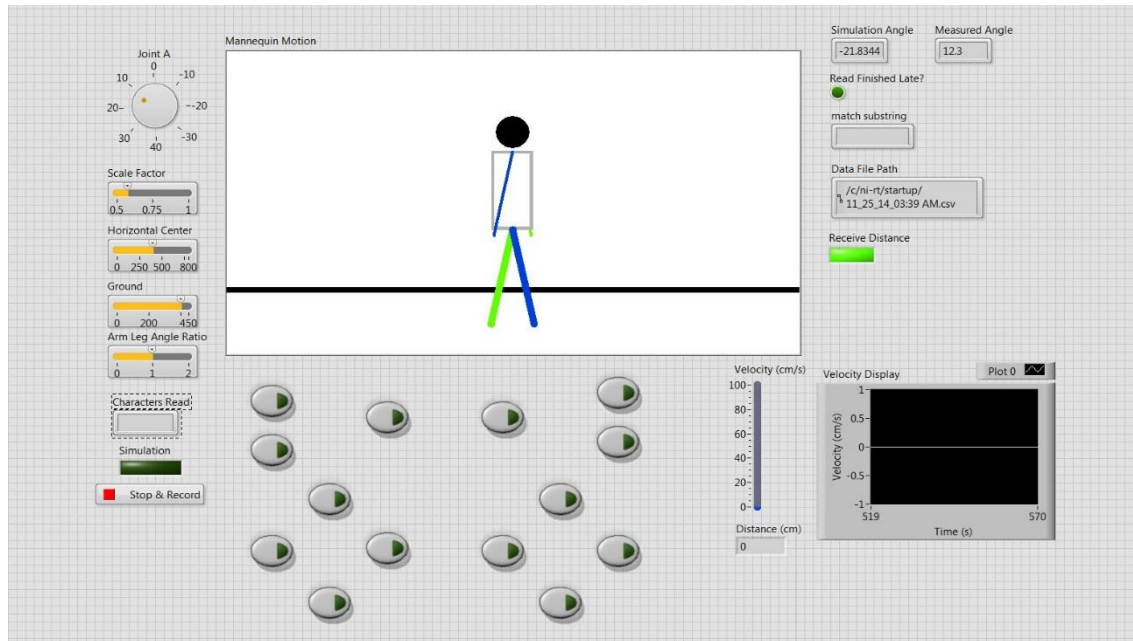 Joint A
0
10
-10
20-
--20
30
-30
40
Scale Factor
0.5 0.75 1
Horizontal Center
0 250 500 800
Ground
0 200 450
Arm Leg Angle Ratio
0 1 2
Characters Read
Simulation
Stop & Record
Mannequin Motion
Simulation Angle
-21.8344
Measured Angle
12.3
Read Finished Late?
match substring
Data File Path
/c/ni-rt/startup/
11_25_14_03:39 AM.csv
Receive Distance
Velocity (cm/s)
100-
80-
60-
40-
20-
0-
Distance (cm)
0
Velocity Display
Plot 0
Velocity (cm/s)
1-
0.5-
0-
-0.5-
-1-
519
570
Time (s)